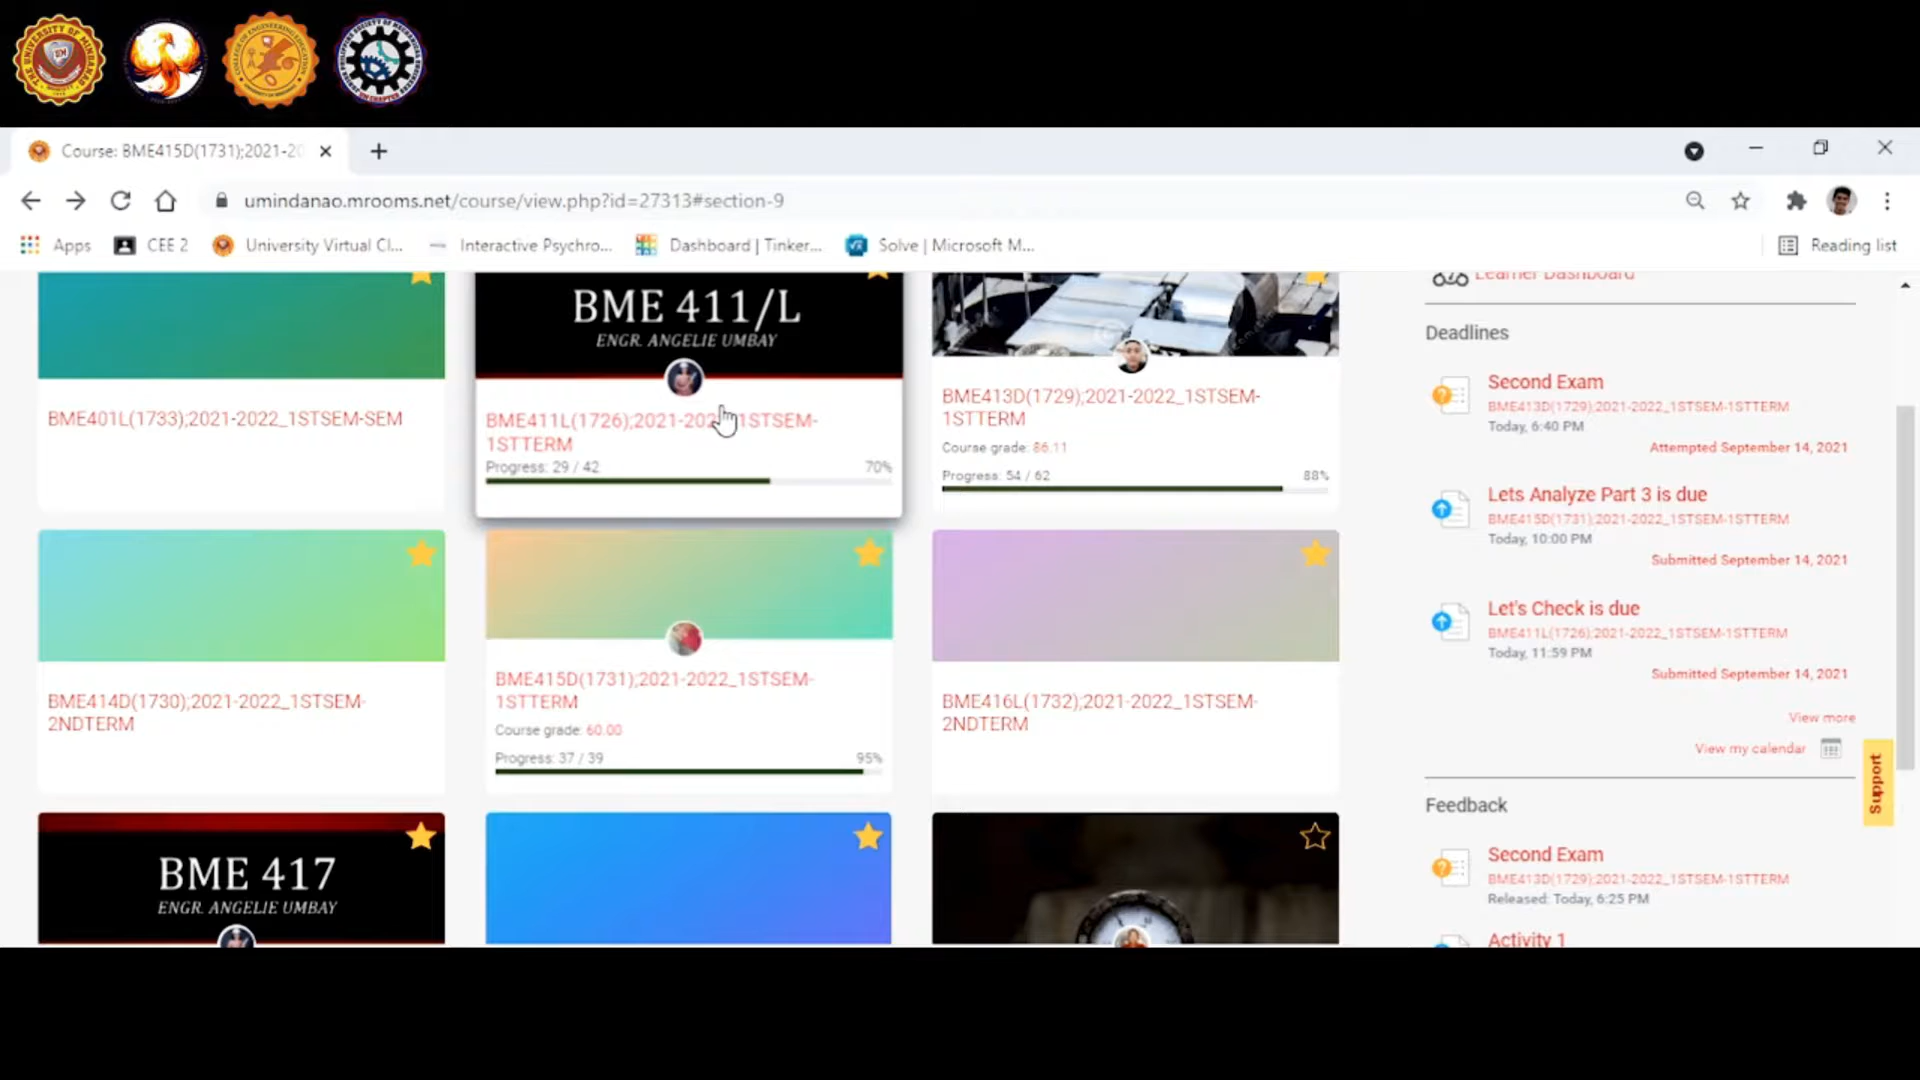 Course: BME415D(1731);2021-20
umindanao.mrooms.net/course/view.php?id=27313#section-9
Apps
CEE 2
University Virtual Cl...
Interactive Psychro...
Dashboard | Tinker...
Solve | Microsoft M...
Reading list
BME401L(1733);2021-2022_1STSEM-SEM
BME 411/L
ENGR. ANGELIE UMBAY
BME411L(1726);2021-202 1STSEM-
1STTERM
Progress: 29 / 42
70%
BME413D(1729);2021-2022_1STSEM-
1STTERM
Course grade: 86.11
Progress: 54 / 62
88%
BME414D(1730);2021-2022_1STSEM-
2NDTERM
BME415D(1731);2021-2022_1STSEM-
1STTERM
Course grade: 60.00
Progress: 37 / 39
95%
BME416L(1732);2021-2022_1STSEM-
2NDTERM
BME 417
ENGR. ANGELIE UMBAY
Learner Dashboard
Deadlines
Second Exam
BME413D(1729);2021-2022_1STSEM-1STTERM
Today, 6:40 PM
Attempted September 14, 2021
Lets Analyze Part 3 is due
BME415D(1731);2021-2022_1STSEM-1STTERM
Today, 10:00 PM
Submitted September 14, 2021
Let's Check is due
BME411L(1726);2021-2022_1STSEM-1STTERM
Today, 11:59 PM
Submitted September 14, 2021
View more
View my calendar
Support
Feedback
Second Exam
BME413D(1729);2021-2022_1STSEM-1STTERM
Released: Today, 6:25 PM
Activity 1